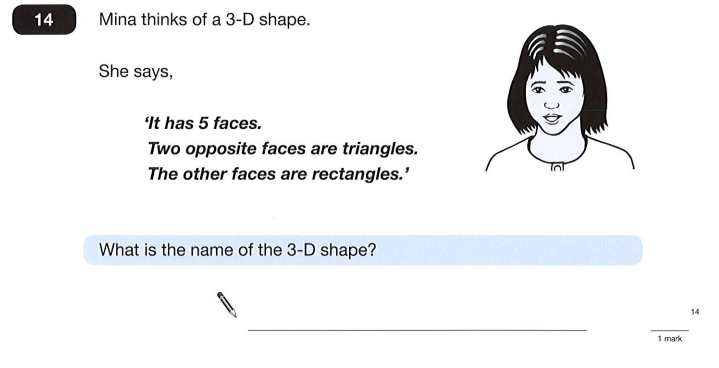 14
Mina thinks of a 3-D shape.
She says,
‘It has 5 faces.
Two opposite faces are triangles.
The other faces are rectangles.’
What is the name of the 3-D shape?
14
1 mark